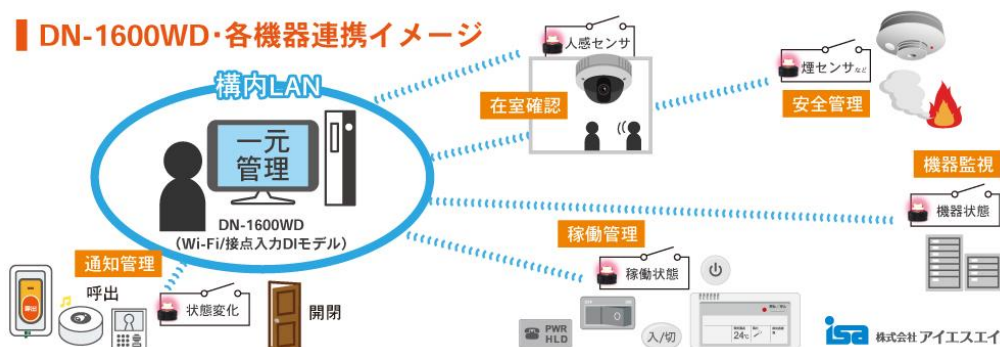 DN-1600WD・各機器連携イメージ
構内LAN
一元
管理
DN-1600WD
（Wi-Fi/接点入力DIモデル）
人感センサ
在室確認
煙センサなど
安全管理
機器監視
機器状態
稼働管理
稼働状態
通知管理
呼出
呼出
状態変化
開閉
PWR
HLD
入/切
24℃
isa 株式会社 アイエスエイ